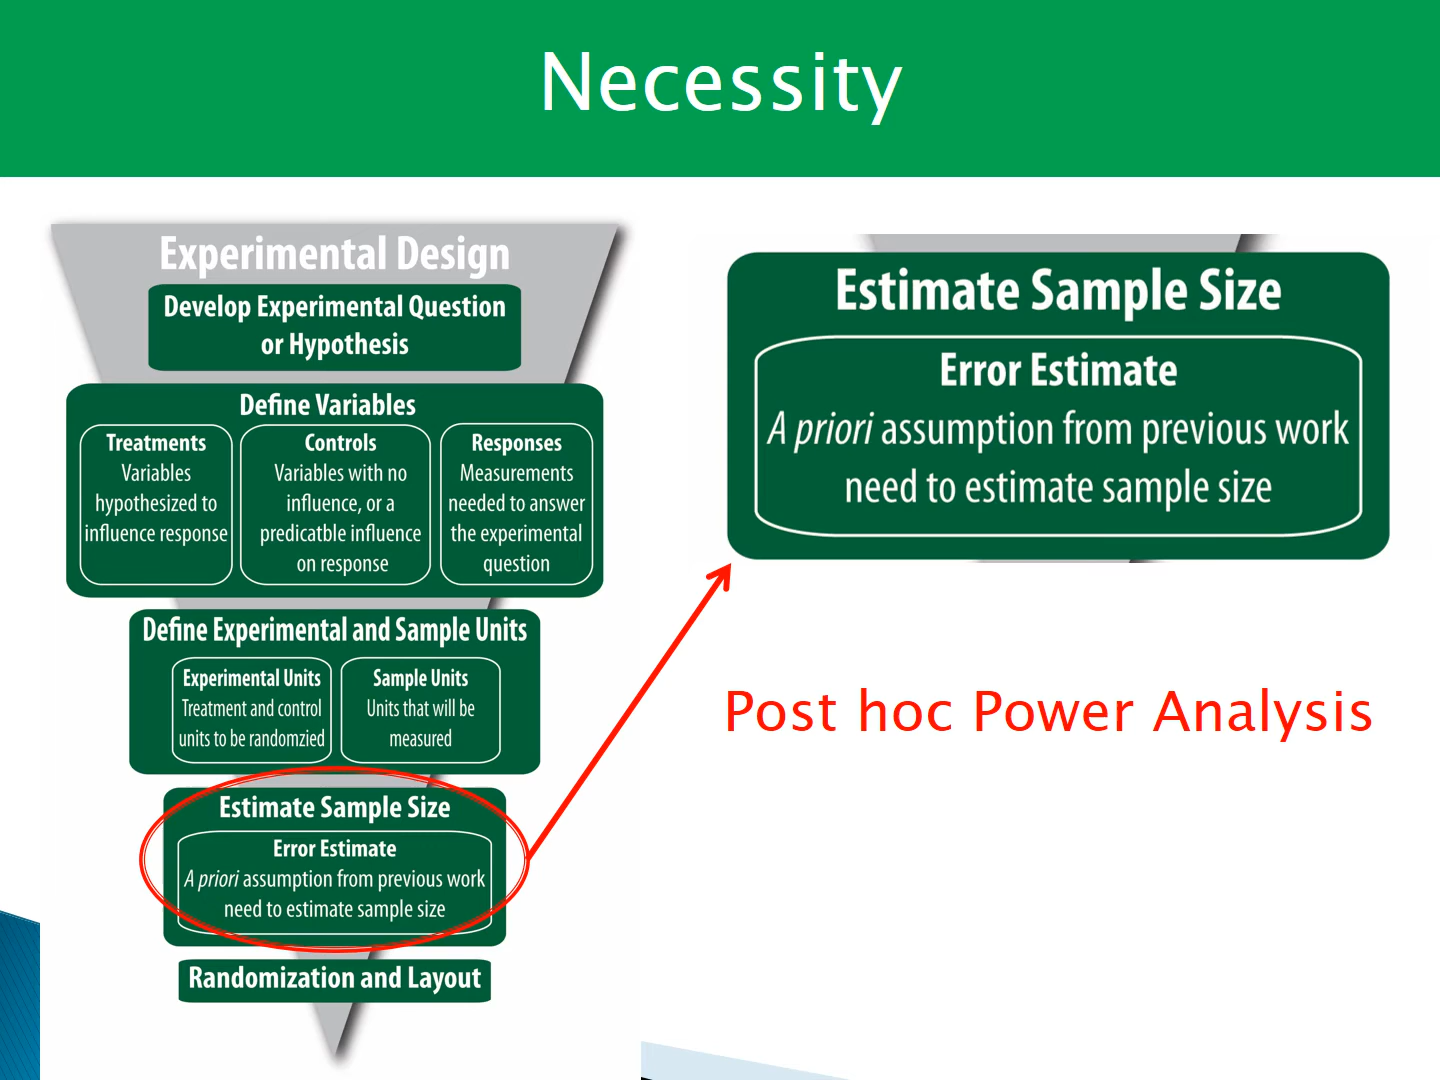 Necessity
Experimental Design
Develop Experimental Question
or Hypothesis
Define Variables
Treatments
Variables
hypothesized to
influence response
Controls
Variables with no
influence, or a
predicatble influence
on response
Responses
Measurements
needed to answer
the experimental
question
Define Experimental and Sample Units
Experimental Units
Treatment and control
units to be randomzied
Sample Units
Units that will be
measured
Estimate Sample Size
Error Estimate
A priori assumption from previous work
need to estimate sample size
Randomization and Layout
Estimate Sample Size
Error Estimate
A priori assumption from previous work
need to estimate sample size
Post hoc Power Analysis